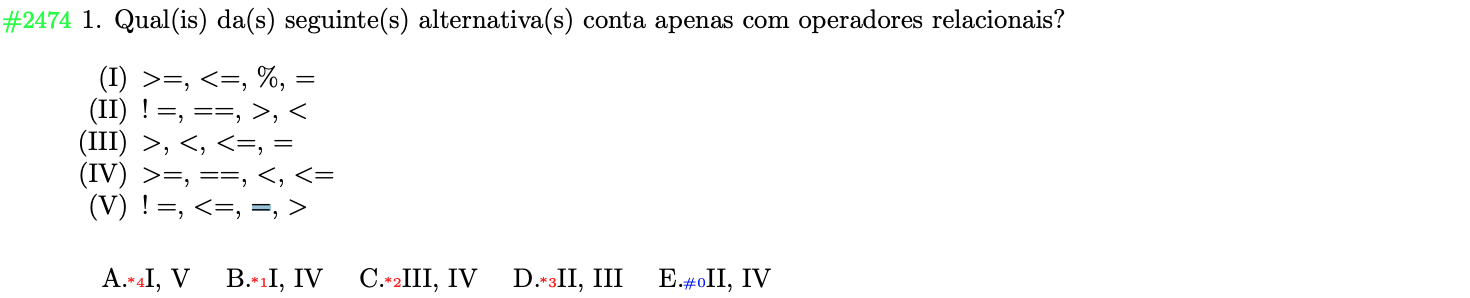 #2474 1. Qual(is) da(s) seguinte(s) alternativa(s) conta apenas com operadores relacionais?
(I) >=, <=, %, =
(II) ! =, ==, >, <
(III) >, <, <=, =
(IV) >=, ==, <, <=
(V) ! =, <=, =, >
A.*4I, V B.*1I, IV C.*2III, IV D.*3II, III E.#0II, IV